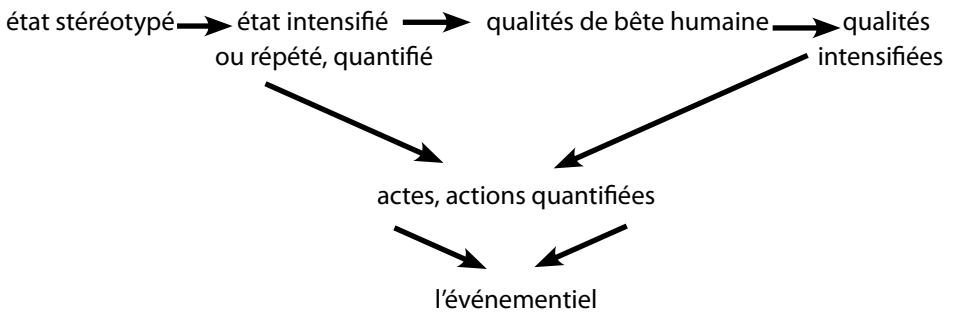 état stéréotypé état intensifié qualités de bête humaine qualités
ou répété, quantifié intensifiées
actes, actions quantifiées
l'événementiel